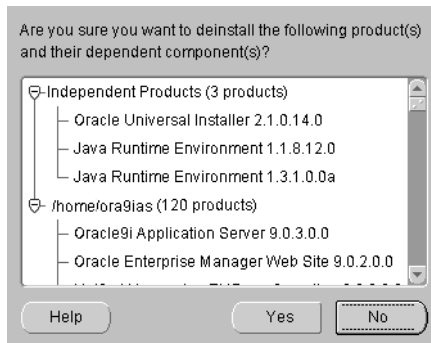 Are you sure you want to deinstall the following product(s)
and their dependent component(s)?
Independent Products (3 products)
Oracle Universal Installer 2.1.0.14.0
Java Runtime Environment 1.1.8.12.0
Java Runtime Environment 1.3.1.0.0a
/home/ora9ias (120 products)
Oracle9i Application Server 9.0.3.0.0
Oracle Enterprise Manager Web Site 9.0.2.0.0
Help
Yes
No